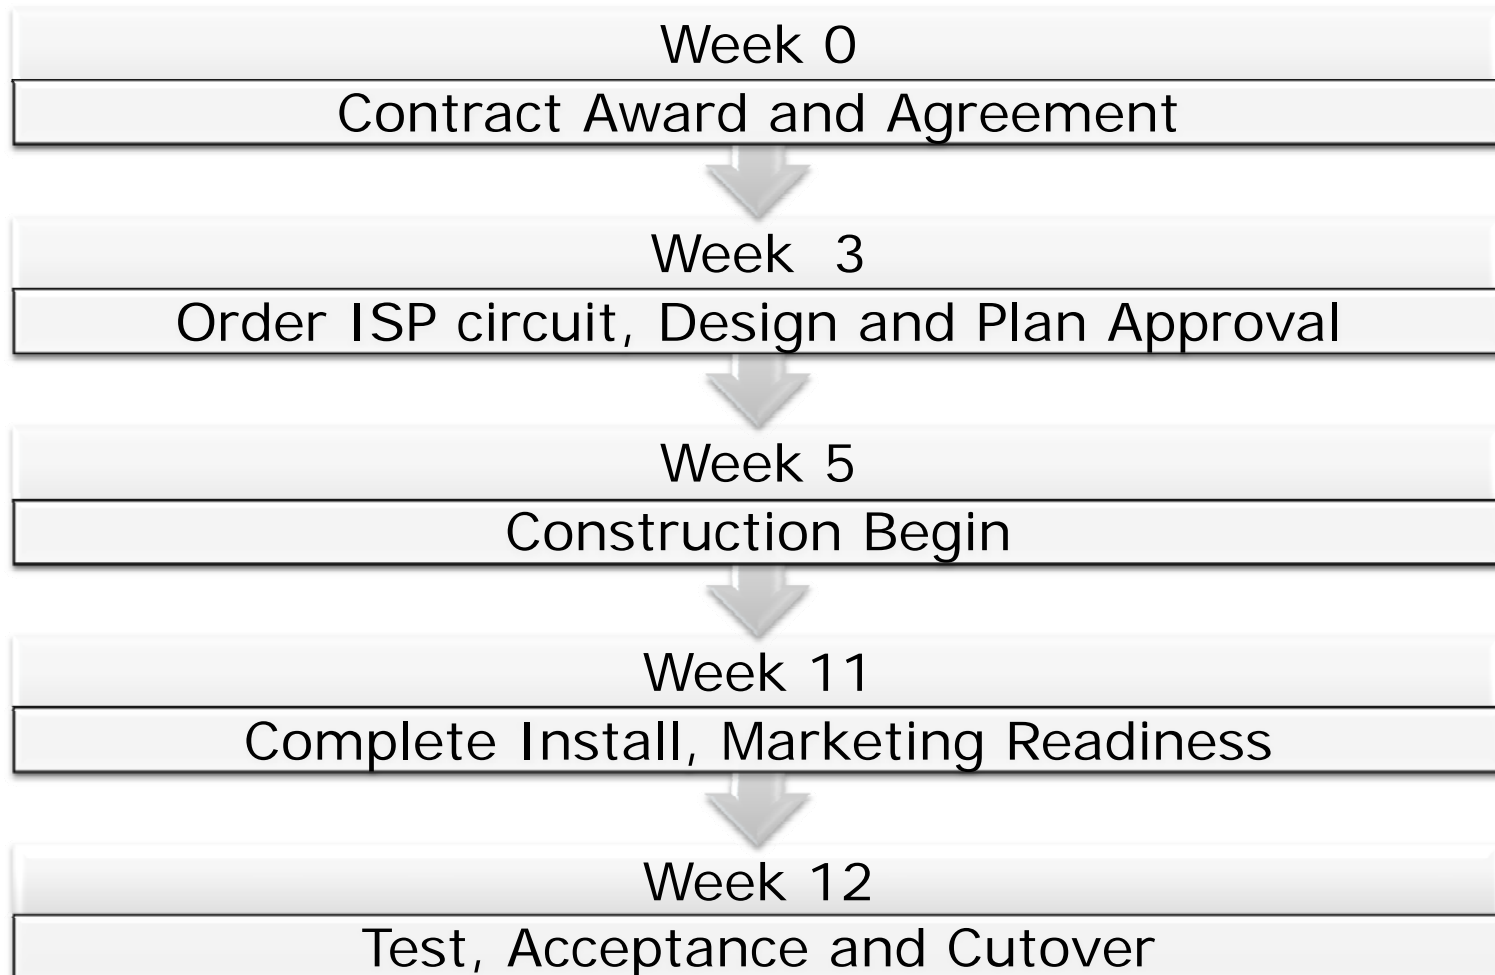 Week 0
Contract Award and Agreement
Week 3
Order ISP circuit, Design and Plan Approval
Week 5
Construction Begin
Week 11
Complete Install, Marketing Readiness
Week 12
Test, Acceptance and Cutover